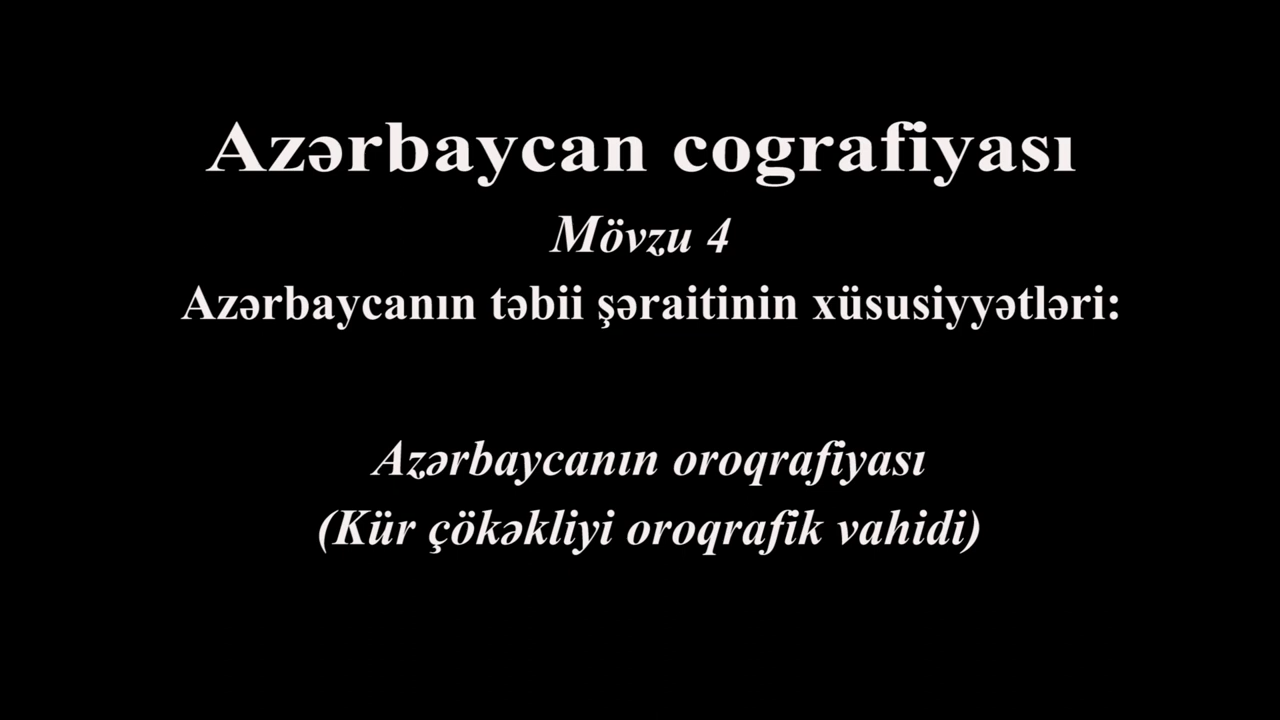 Azərbaycan cografiyası
Mövzu 4
Azərbaycanın təbii şəraitinin xüsusiyyətləri:
Azərbaycanın oroqrafiyası
(Kür çökəkliyi oroqrafik vahidi)